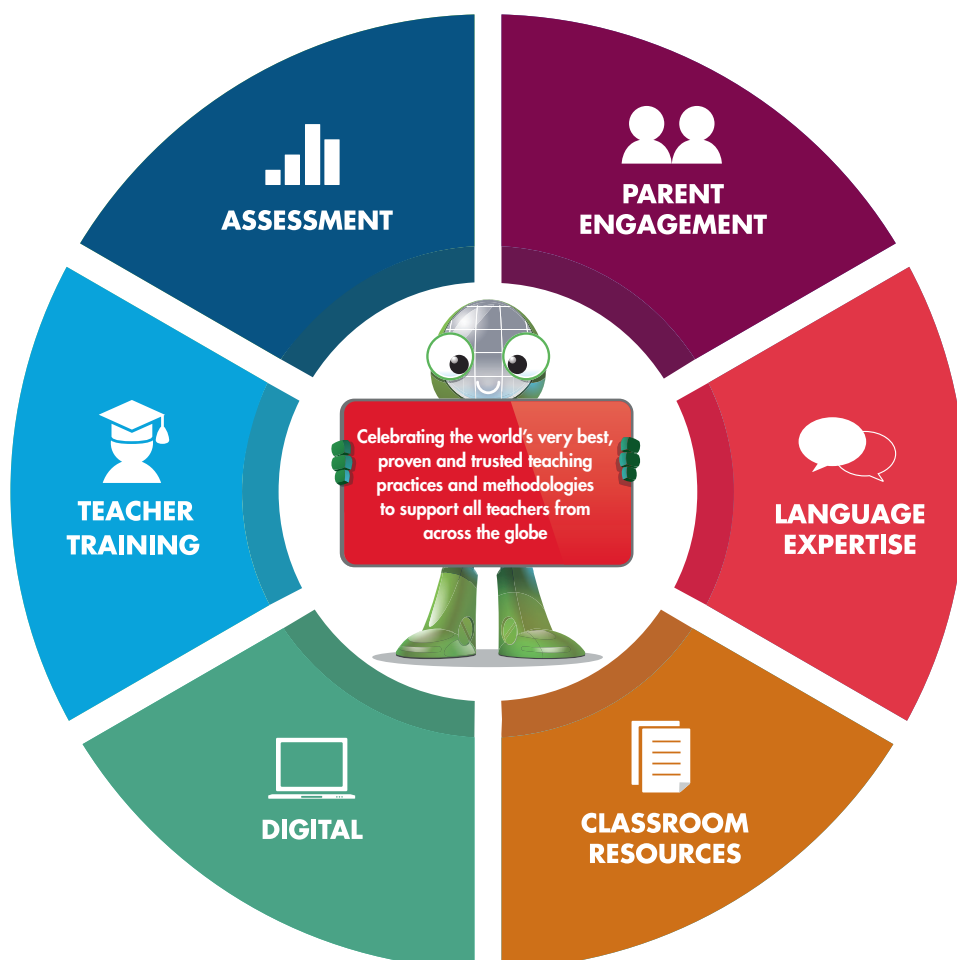 ASSESSMENT
PARENT
ENGAGEMENT
TEACHER
TRAINING
Celebrating the world's very best,
proven and trusted teaching
practices and methodologies
to support all teachers from
across the globe
LANGUAGE
EXPERTISE
DIGITAL
CLASSROOM
RESOURCES